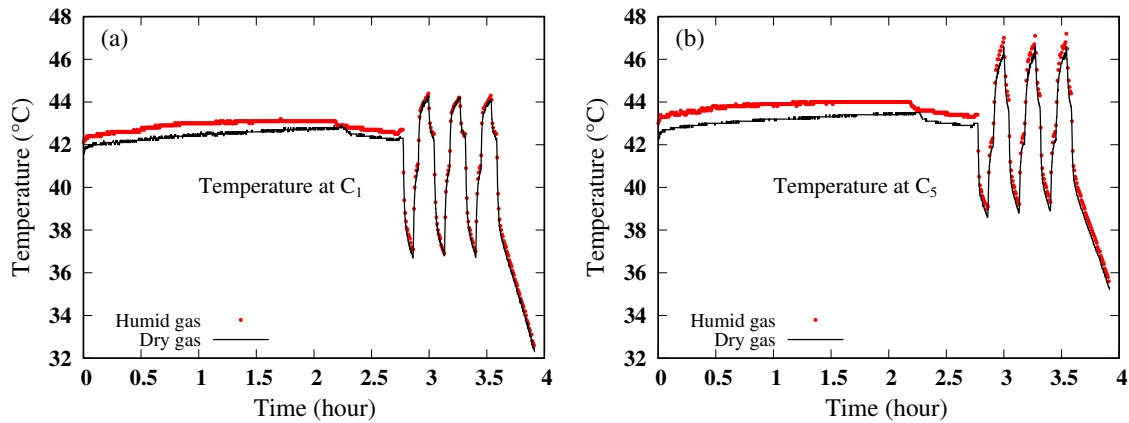 (a)
Temperature (°C)
48
46
44
42
40
38
36
34
32
Temperature at C1
Humid gas
Dry gas
0 0.5 1 1.5 2 2.5 3 3.5 4
Time (hour)
(b)
Temperature (°C)
48
46
44
42
40
38
36
34
32
Temperature at C5
Humid gas
Dry gas
0 0.5 1 1.5 2 2.5 3 3.5 4
Time (hour)